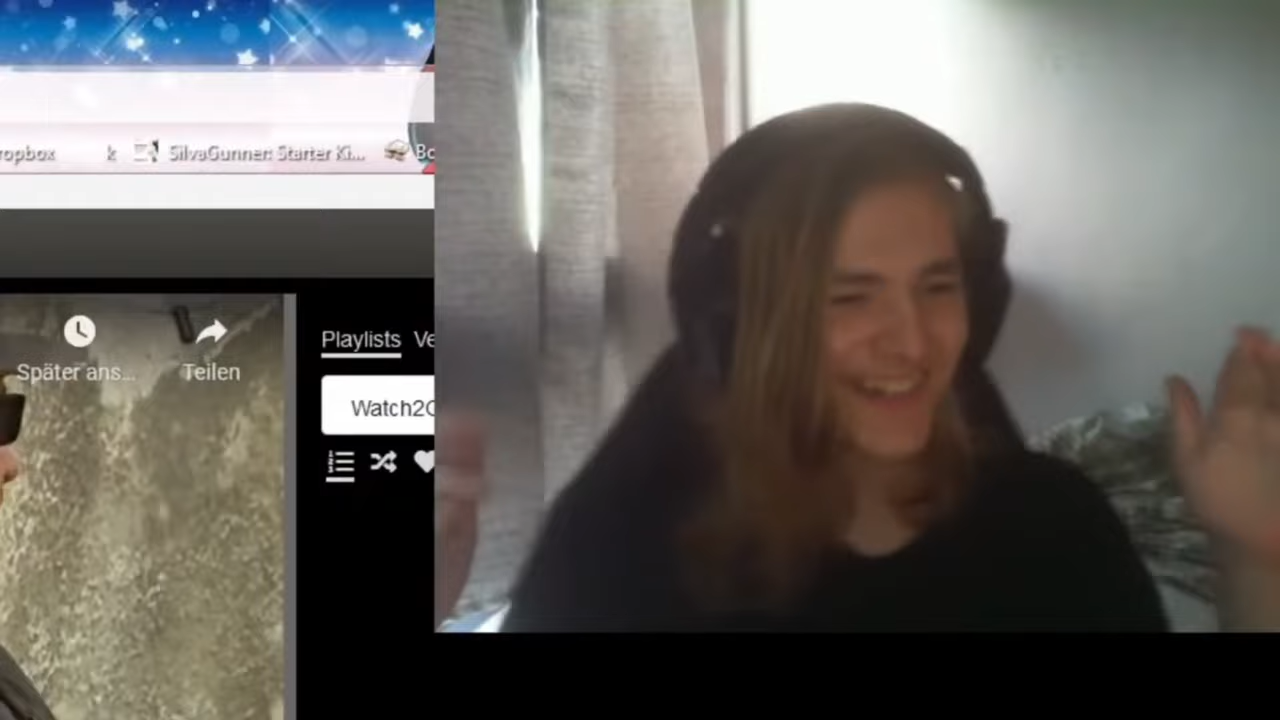 ropbox k SilvaGunner: Starter Ki... Bo
Später ans... Teilen
Playlists Ve
Watch2G